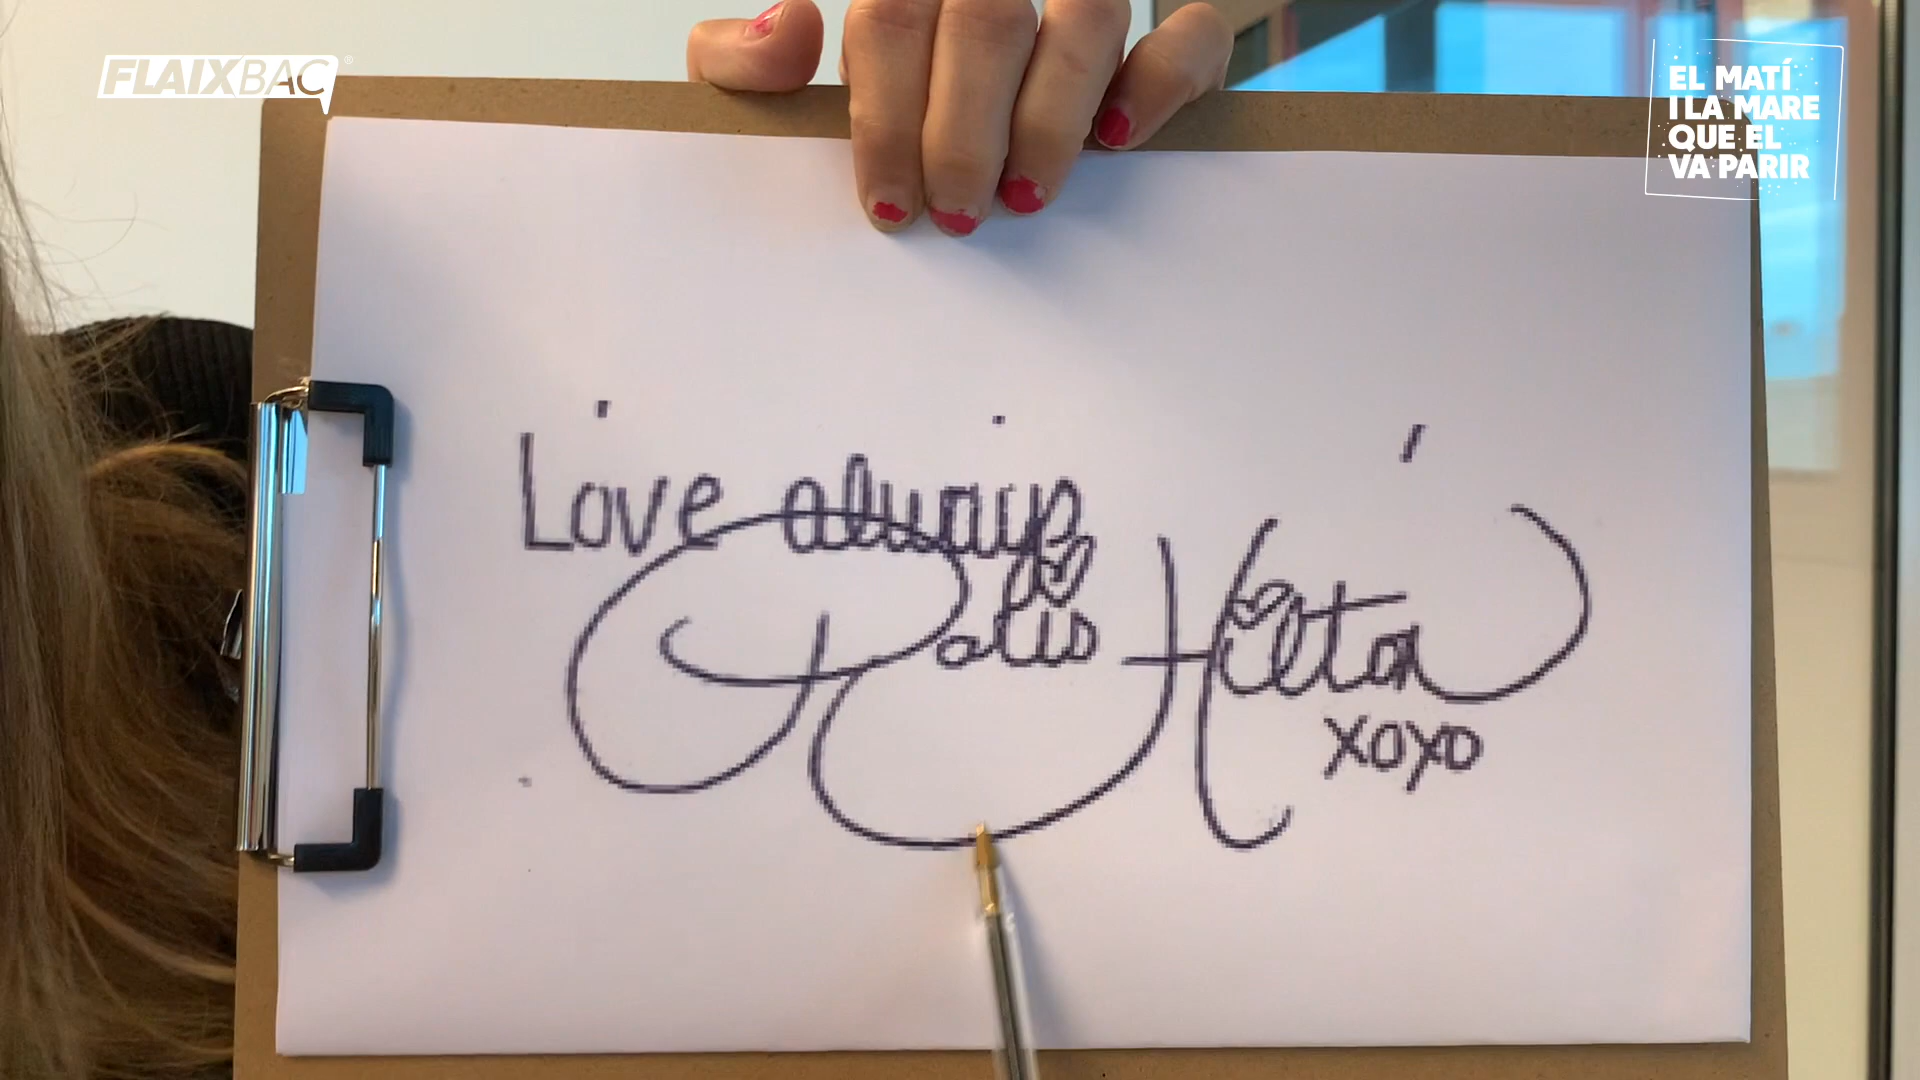 FLAIXBAC®
EL MATÍ
I LA MARE
QUE EL
VA PARIR
Love always
Paris Hilton
xoxo